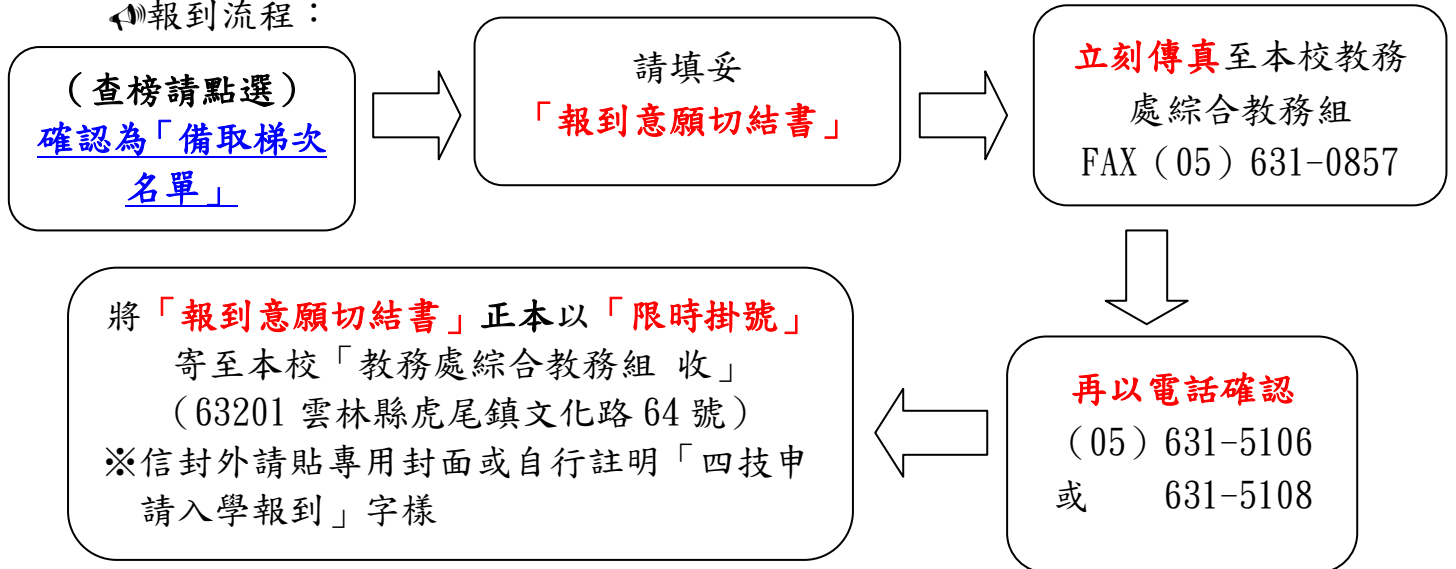 報到流程：
（查榜請點選）
確認為「備取梯次
名單」
請填妥
「報到意願切結書」
立刻傳真至本校教務
處綜合教務組
FAX（05）631-0857
再以電話確認
（05）631-5106
或 631-5108
將「報到意願切結書」正本以「限時掛號」
寄至本校「教務處綜合教務組 收」
（63201 雲林縣虎尾鎮文化路 64 號）
※信封外請貼專用封面或自行註明「四技申
請入學報到」字樣